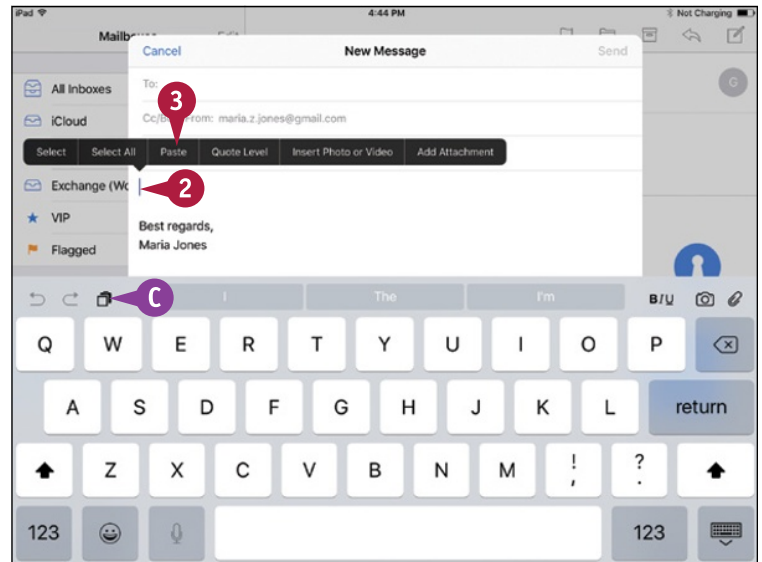 iPad 4:44 PM Not Charging
Mailb
Cancel New Message Send
To:
All Inboxes G
3
iCloud Cc/B From: maria.z.jones@gmail.com
Select Select All Paste Quote Level Insert Photo or Video Add Attachment
Exchange (Wo 2
VIP Best regards,
Flagged Maria Jones
C I The I'm B/U
Q W E R T Y U I O P
A S D F G H J K L return
Z X C V B N M ! , ? .
123 123